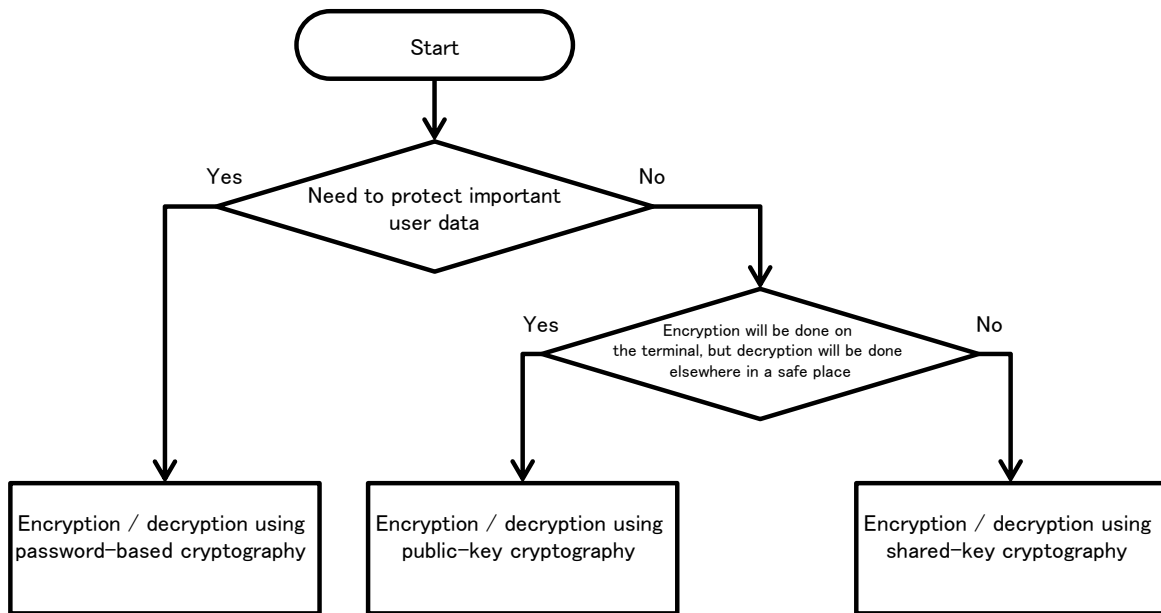 Start
Yes
No
Need to protect important
user data
Yes
No
Encryption will be done on
the terminal, but decryption will be done
elsewhere in a safe place
Encryption / decryption using
password-based cryptography
Encryption / decryption using
public-key cryptography
Encryption / decryption using
shared-key cryptography